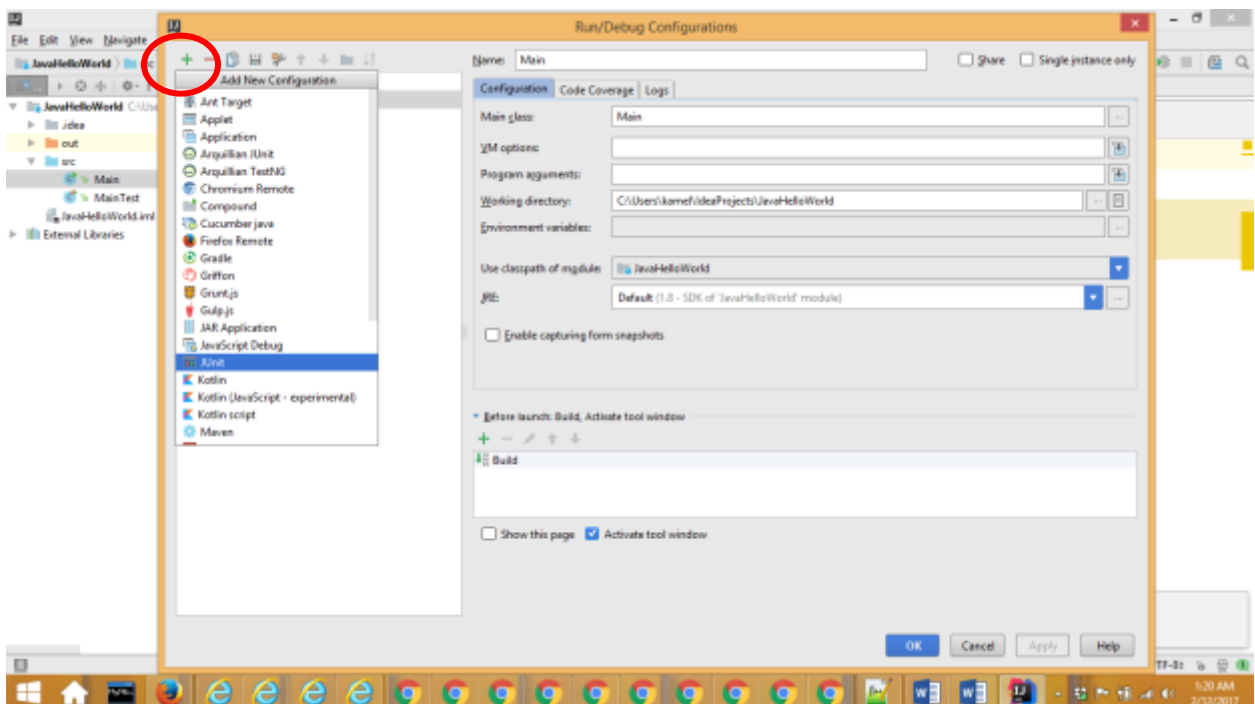 Run/Debug Configurations
File Edit View Navigate
JavaHelloWorld
Add New Configuration
Name: Main
Share
Single instance only
Configuration Code Coverage Logs
JavaHelloWorld
.idea
out
src
Main
MainTest
JavaHelloWorld.iml
External Libraries
Ant Target
Applet
Application
Arquillian JUnit
Arquillian TestNG
Chromium Remote
Compound
Cucumber java
Firefox Remote
Gradle
Griffon
Grunt.js
Gulp.js
JAR Application
JavaScript Debug
JUnit
Kotlin
Kotlin (JavaScript - experimental)
Kotlin script
Maven
Main class: Main
VM options:
Program arguments:
Working directory: C:\Users\kamel\IdeaProjects\JavaHelloWorld
Environment variables:
Use classpath of module: JavaHelloWorld
JRE: Default (1.8 - SDK of 'JavaHelloWorld' module)
Enable capturing form snapshots
Before launch: Build, Activate tool window
Build
Show this page
Activate tool window
OK Cancel Apply Help
1:20 AM
2/12/2017